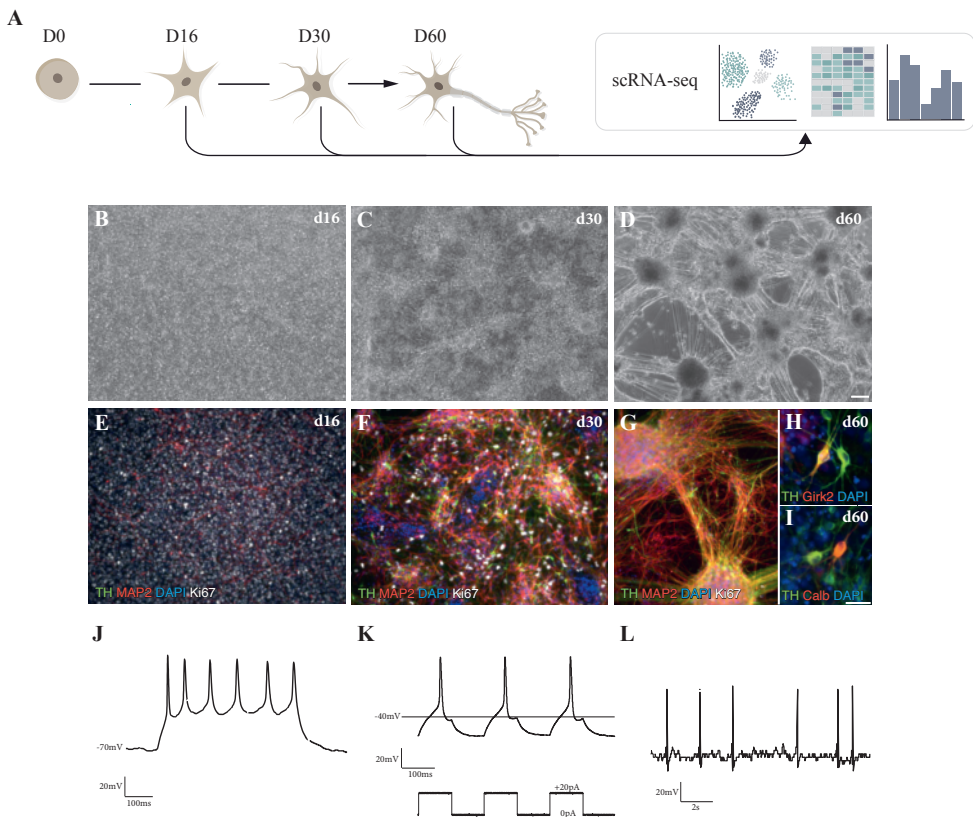 A
D0 D16 D30 D60
scRNA-seq
B d16
C d30
D d60
E d16
TH MAP2 DAPI Ki67
F d30
TH MAP2 DAPI Ki67
G
TH MAP2 DAPI Ki67
H d60
TH Girk2 DAPI
I d60
TH Calb DAPI
J
-70mV
20mV
100ms
K
-40mV
20mV
100ms
+20pA
0pA
L
20mV
2s